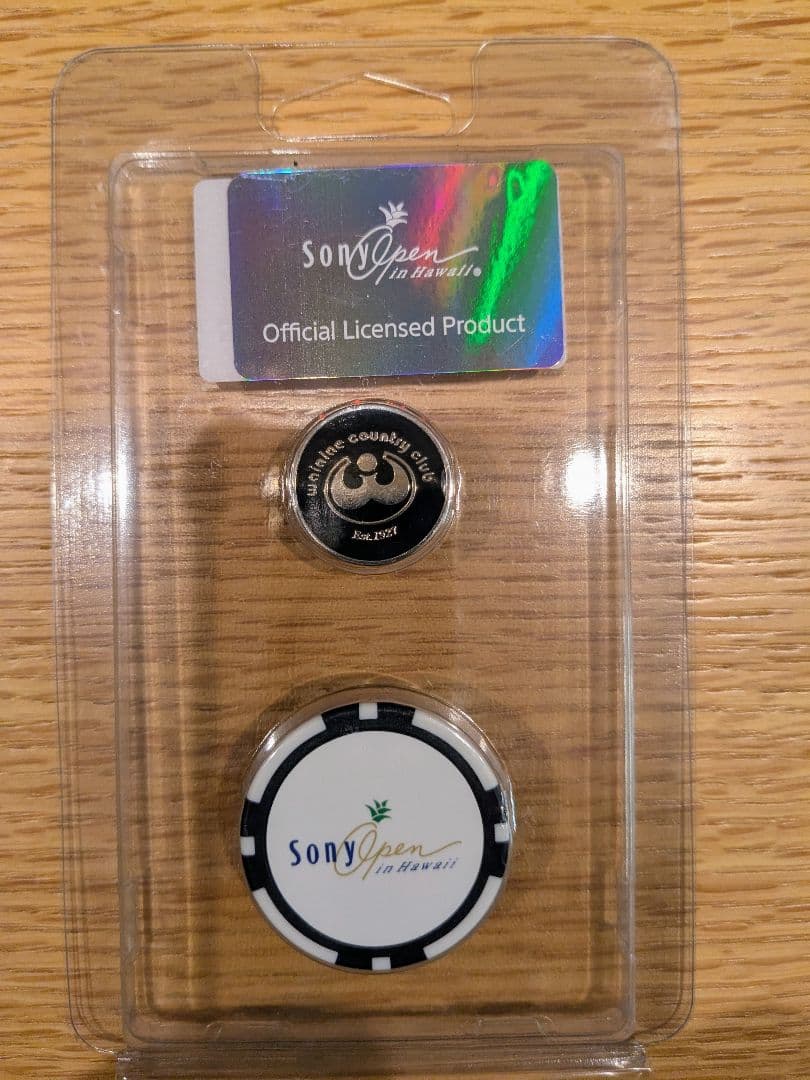 Sony Open
in Hawaii
Official Licensed Product
waialae country club
Est. 1927
Sony Open
in Hawaii